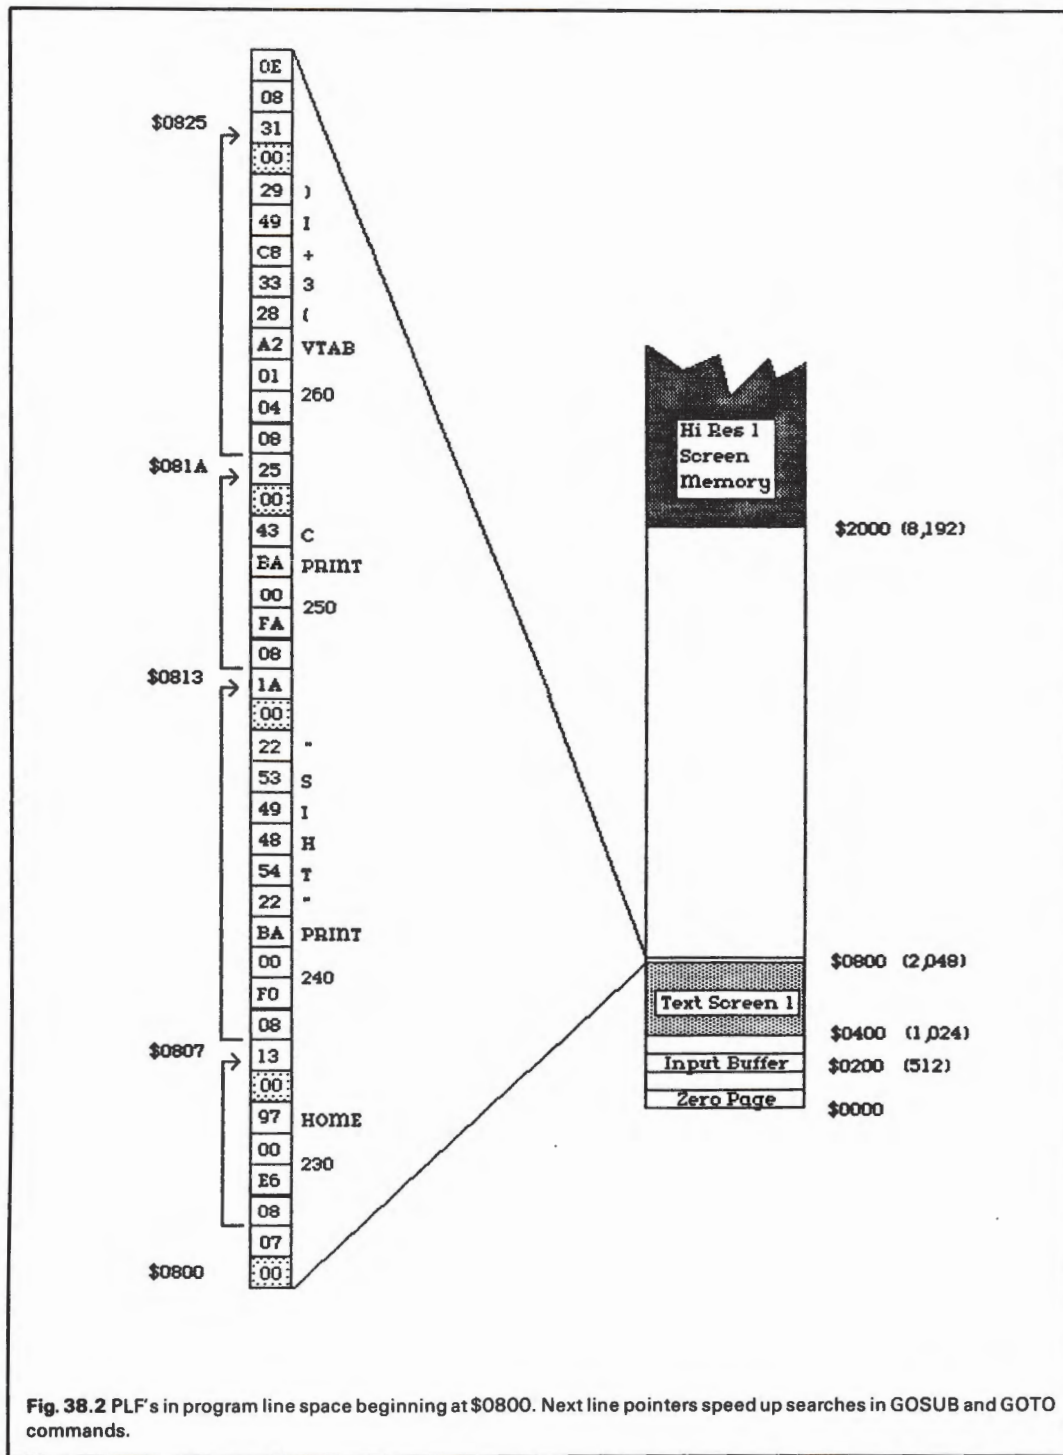 0E
08
$0825
31
00
29 )
49 I
C8 +
33 3
28 (
A2 VTAB
01
260
04
08
$081A
25
00
43 C
BA PRINT
00
250
FA
08
$0813
1A
00
22 "
53 S
49 I
48 H
54 T
22 "
BA PRINT
00
240
F0
08
$0807
13
00
97 HOME
00
230
E6
08
07
$0800
00
Hi Res 1
Screen
Memory
$2000 (8,192)
$0800 (2,048)
Text Screen 1
$0400 (1,024)
Input Buffer
$0200 (512)
Zero Page
$0000
Fig. 38.2 PLF's in program line space beginning at $0800. Next line pointers speed up searches in GOSUB and GOTO
commands.